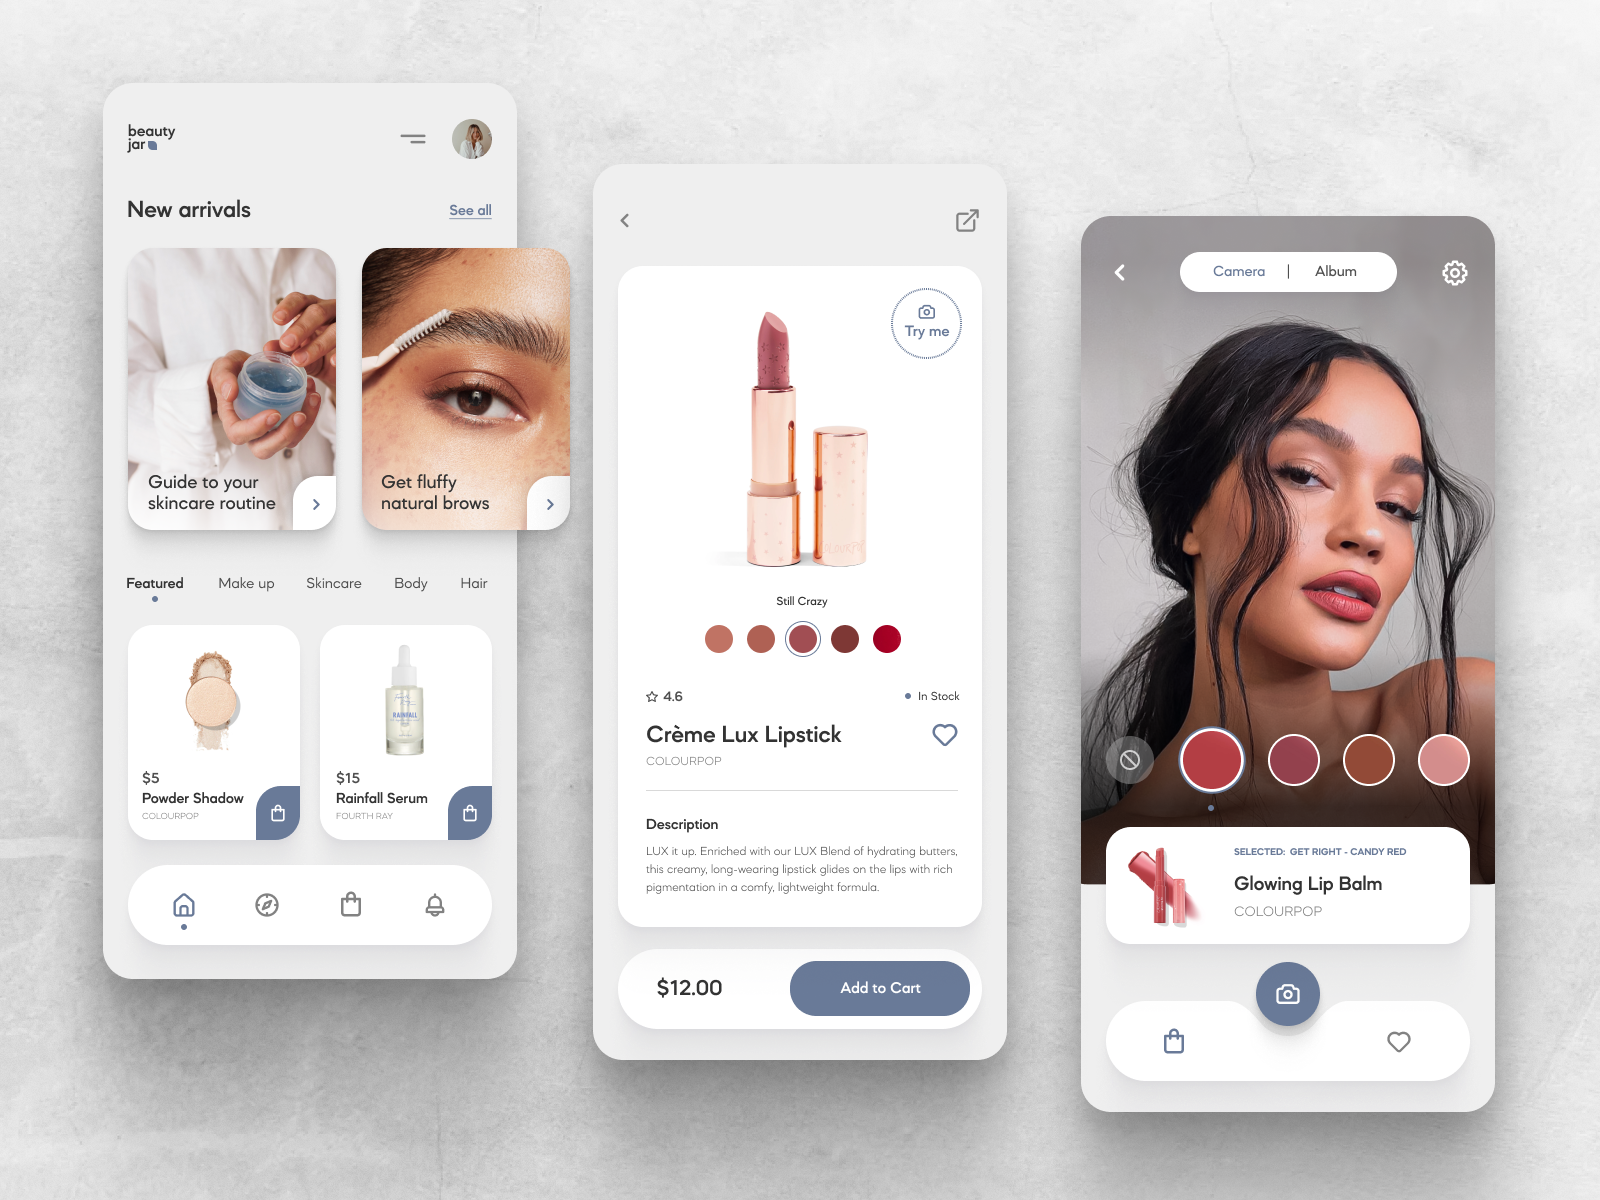 beauty
jar
New arrivals
See all
Guide to your
skincare routine
Get fluffy
natural brows
Featured
Make up
Skincare
Body
Hair
$5
Powder Shadow
COLOURPOP
RAINFALL
$15
Rainfall Serum
FOURTH RAY
Try me
Still Crazy
4.6
In Stock
Crème Lux Lipstick
COLOURPOP
Description
LUX it up. Enriched with our LUX Blend of hydrating butters,
this creamy, long-wearing lipstick glides on the lips with rich
pigmentation in a comfy, lightweight formula.
$12.00
Add to Cart
Camera | Album
SELECTED: GET RIGHT - CANDY RED
Glowing Lip Balm
COLOURPOP